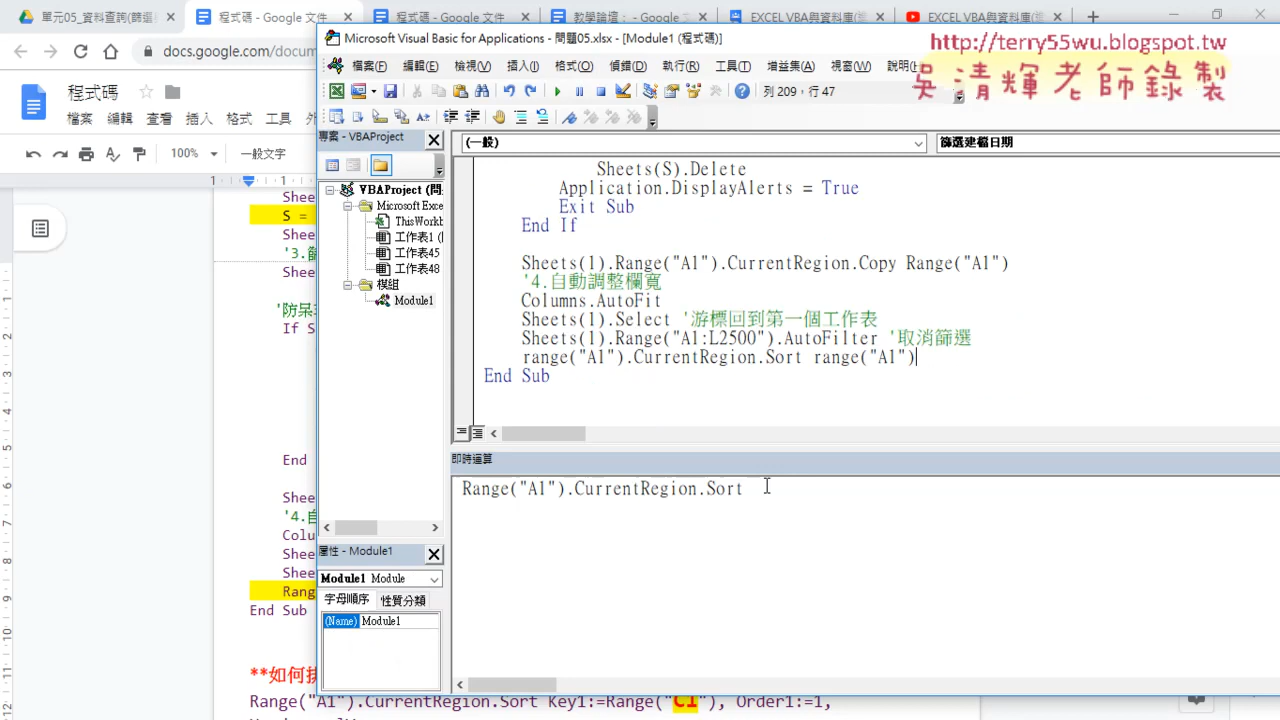 單元05_資料查詢(篩選
程式碼 - Google 文件
程式碼 - Google 文件
教學論壇： - Google
EXCEL VBA與資料庫(
EXCEL VBA與資料庫(
docs.google.com/docum
程式碼
檔案 編輯 查看 插入 格式 工具
100% 一般文字
Shee
S =
Shee
Shee
If S
End
Shee
Colu
Shee
Shee
Rang
End Sub
Range("A1").CurrentRegion.Sort Key1:=Range("C1"), Order1:=1,
Microsoft Visual Basic for Applications - 問題05.xlsx - [Module1 (程式碼)]
http://terry55wu.blogspot.tw
吳清輝老師錄製
檔案(F) 編輯(E) 檢視(V) 插入(I) 格式(O) 偵錯(D) 執行(R) 工具(T) 增益集(A) 視窗(W) 說明(
列 209，行 47
專案 - VBAProject
VBAProject (問
Microsoft Exce
ThisWorkb
工作表1 (
工作表45
工作表48
模組
Module1
屬性 - Module1
Module1 Module
字母順序 性質分類
(Name) Module1
(一般) 篩選建檔日期
Sheets(S).Delete
Application.DisplayAlerts = True
Exit Sub
End If
Sheets(1).Range("A1").CurrentRegion.Copy Range("A1")
'4.自動調整欄寬
Columns.AutoFit
Sheets(1).Select '游標回到第一個工作表
Sheets(1).Range("A1:L2500").AutoFilter '取消篩選
range("A1").CurrentRegion.Sort range("A1")
End Sub
即時運算
Range("A1").CurrentRegion.Sort